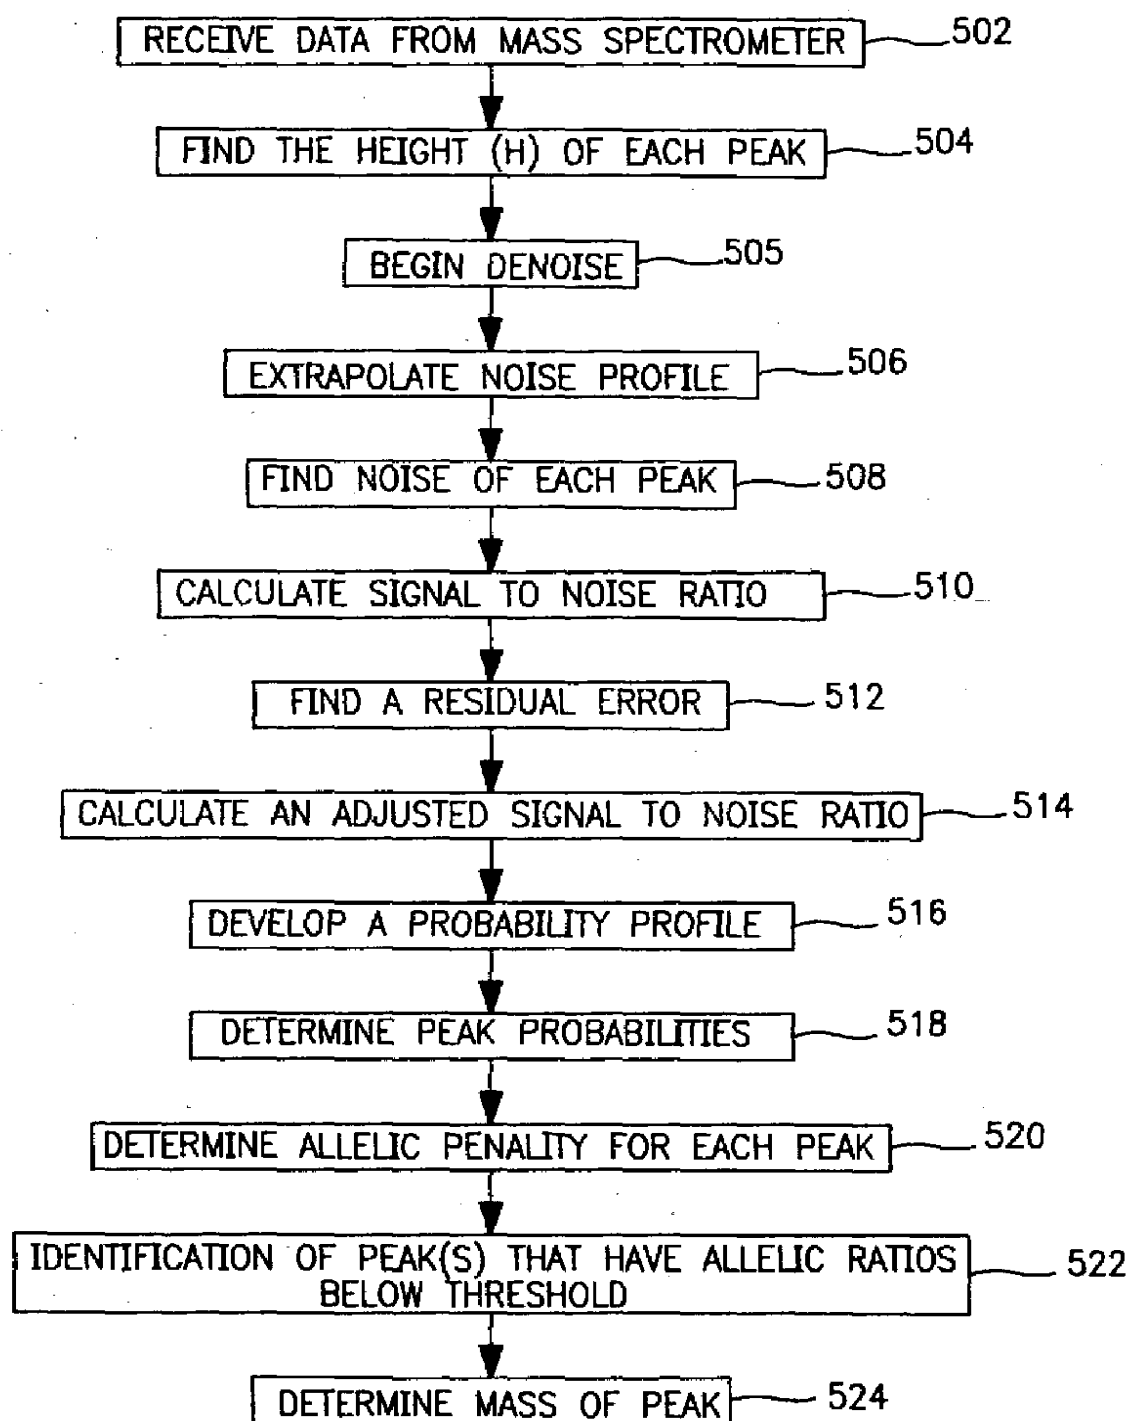 RECEIVE DATA FROM MASS SPECTROMETER 502
FIND THE HEIGHT (H) OF EACH PEAK 504
BEGIN DENOISE 505
EXTRAPOLATE NOISE PROFILE 506
FIND NOISE OF EACH PEAK 508
CALCULATE SIGNAL TO NOISE RATIO 510
FIND A RESIDUAL ERROR 512
CALCULATE AN ADJUSTED SIGNAL TO NOISE RATIO 514
DEVELOP A PROBABILITY PROFILE 516
DETERMINE PEAK PROBABILITIES 518
DETERMINE ALLELIC PENALITY FOR EACH PEAK 520
IDENTIFICATION OF PEAK(S) THAT HAVE ALLELIC RATIOS 522
BELOW THRESHOLD
DETERMINE MASS OF PEAK 524